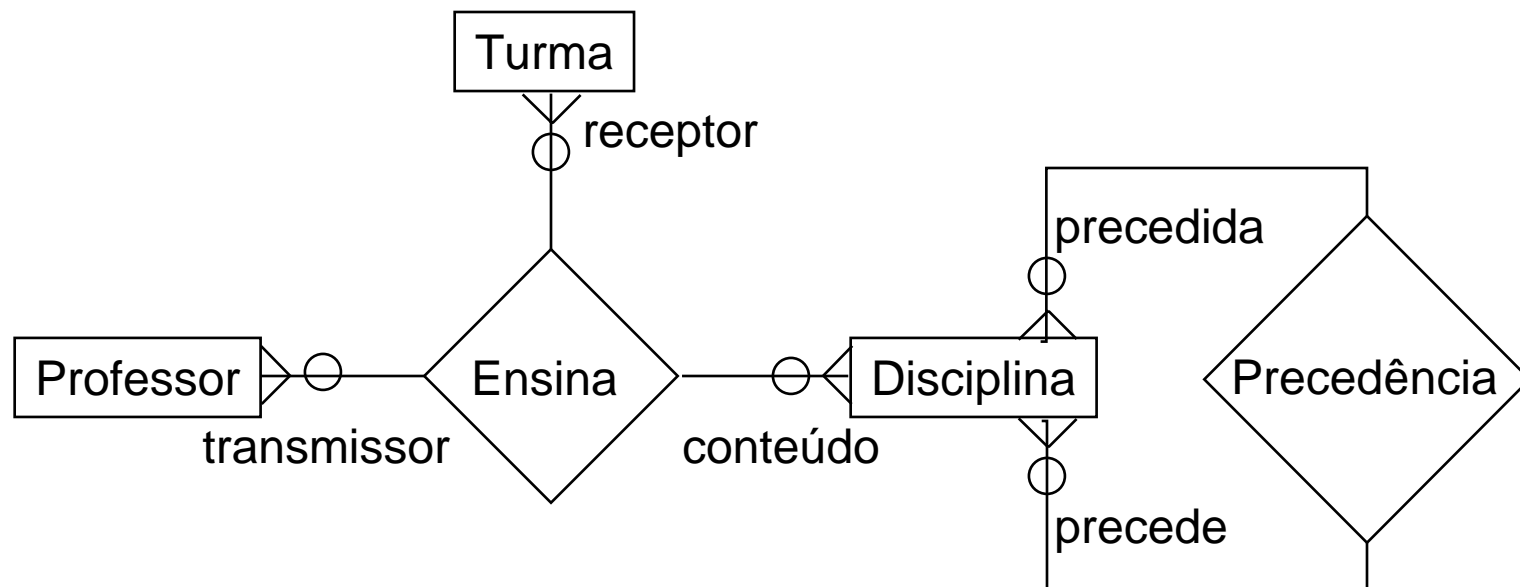 Turma
receptor
precedida
Professor
Ensina
Disciplina
Precedência
transmissor
conteúdo
precede